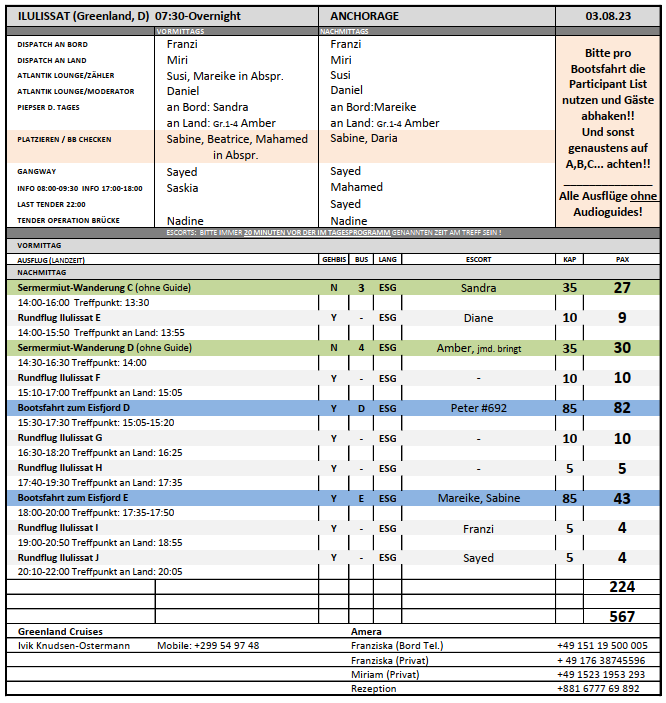 ILULISSAT (Greenland, D) 07:30-Overnight ANCHORAGE 03.08.23
VORMITTAGS NACHMITTAGS
DISPATCH AN BORD Franzi Franzi
DISPATCH AN LAND Miri Miri
ATLANTIK LOUNGE/ZÄHLER Susi, Mareike in Abspr. Susi
ATLANTIK LOUNGE/MODERATOR Daniel Daniel
PIEPSER D. TAGES an Bord: Sandra an Bord:Mareike
an Land: Gr.1-4 Amber an Land: Gr.1-4 Amber
PLATZIEREN / BB CHECKEN Sabine, Beatrice, Mahamed Sabine, Daria
in Abspr.
GANGWAY Sayed Sayed
INFO 08:00-09:30 INFO 17:00-18:00 Saskia Mahamed
LAST TENDER 22:00 Sayed
TENDER OPERATION BRÜCKE Nadine Nadine
Bitte pro
Bootsfahrt die
Participant List
nutzen und Gäste
abhaken!!
Und sonst
genaustens auf
A,B,C... achten!!
Alle Ausflüge ohne
Audioguides!
ESCORTS: BITTE IMMER 20 MINUTEN VOR DER IM TAGESPROGRAMM GENANNTEN ZEIT AM TREFF SEIN !
VORMITTAG
AUSFLUG (LANDZEIT) GEHBIS BUS LANG ESCORT KAP PAX
NACHMITTAG
Sermermiut-Wanderung C (ohne Guide) N 3 ESG Sandra 35 27
14:00-16:00 Treffpunkt: 13:30
Rundflug Ilulissat E Y - ESG Diane 10 9
14:00-15:50 Treffpunkt an Land: 13:55
Sermermiut-Wanderung D (ohne Guide) N 4 ESG Amber, jmd. bringt 35 30
14:30-16:30 Treffpunkt: 14:00
Rundflug Ilulissat F Y - ESG - 10 10
15:10-17:00 Treffpunkt an Land: 15:05
Bootsfahrt zum Eisfjord D Y D ESG Peter #692 85 82
15:30-17:30 Treffpunkt: 15:05-15:20
Rundflug Ilulissat G Y - ESG - 10 10
16:30-18:20 Treffpunkt an Land: 16:25
Rundflug Ilulissat H Y - ESG - 5 5
17:40-19:30 Treffpunkt an Land: 17:35
Bootsfahrt zum Eisfjord E Y E ESG Mareike, Sabine 85 43
18:00-20:00 Treffpunkt: 17:35-17:50
Rundflug Ilulissat I Y - ESG Franzi 5 4
19:00-20:50 Treffpunkt an Land: 18:55
Rundflug Ilulissat J Y - ESG Sayed 5 4
20:10-22:00 Treffpunkt an Land: 20:05
224
567
Greenland Cruises Amera
Ivik Knudsen-Ostermann Mobile: +299 54 97 48 Franziska (Bord Tel.) +49 151 19 500 005
Franziska (Privat) + 49 176 38745596
Miriam (Privat) +49 1523 1953 293
Rezeption +881 6777 69 892